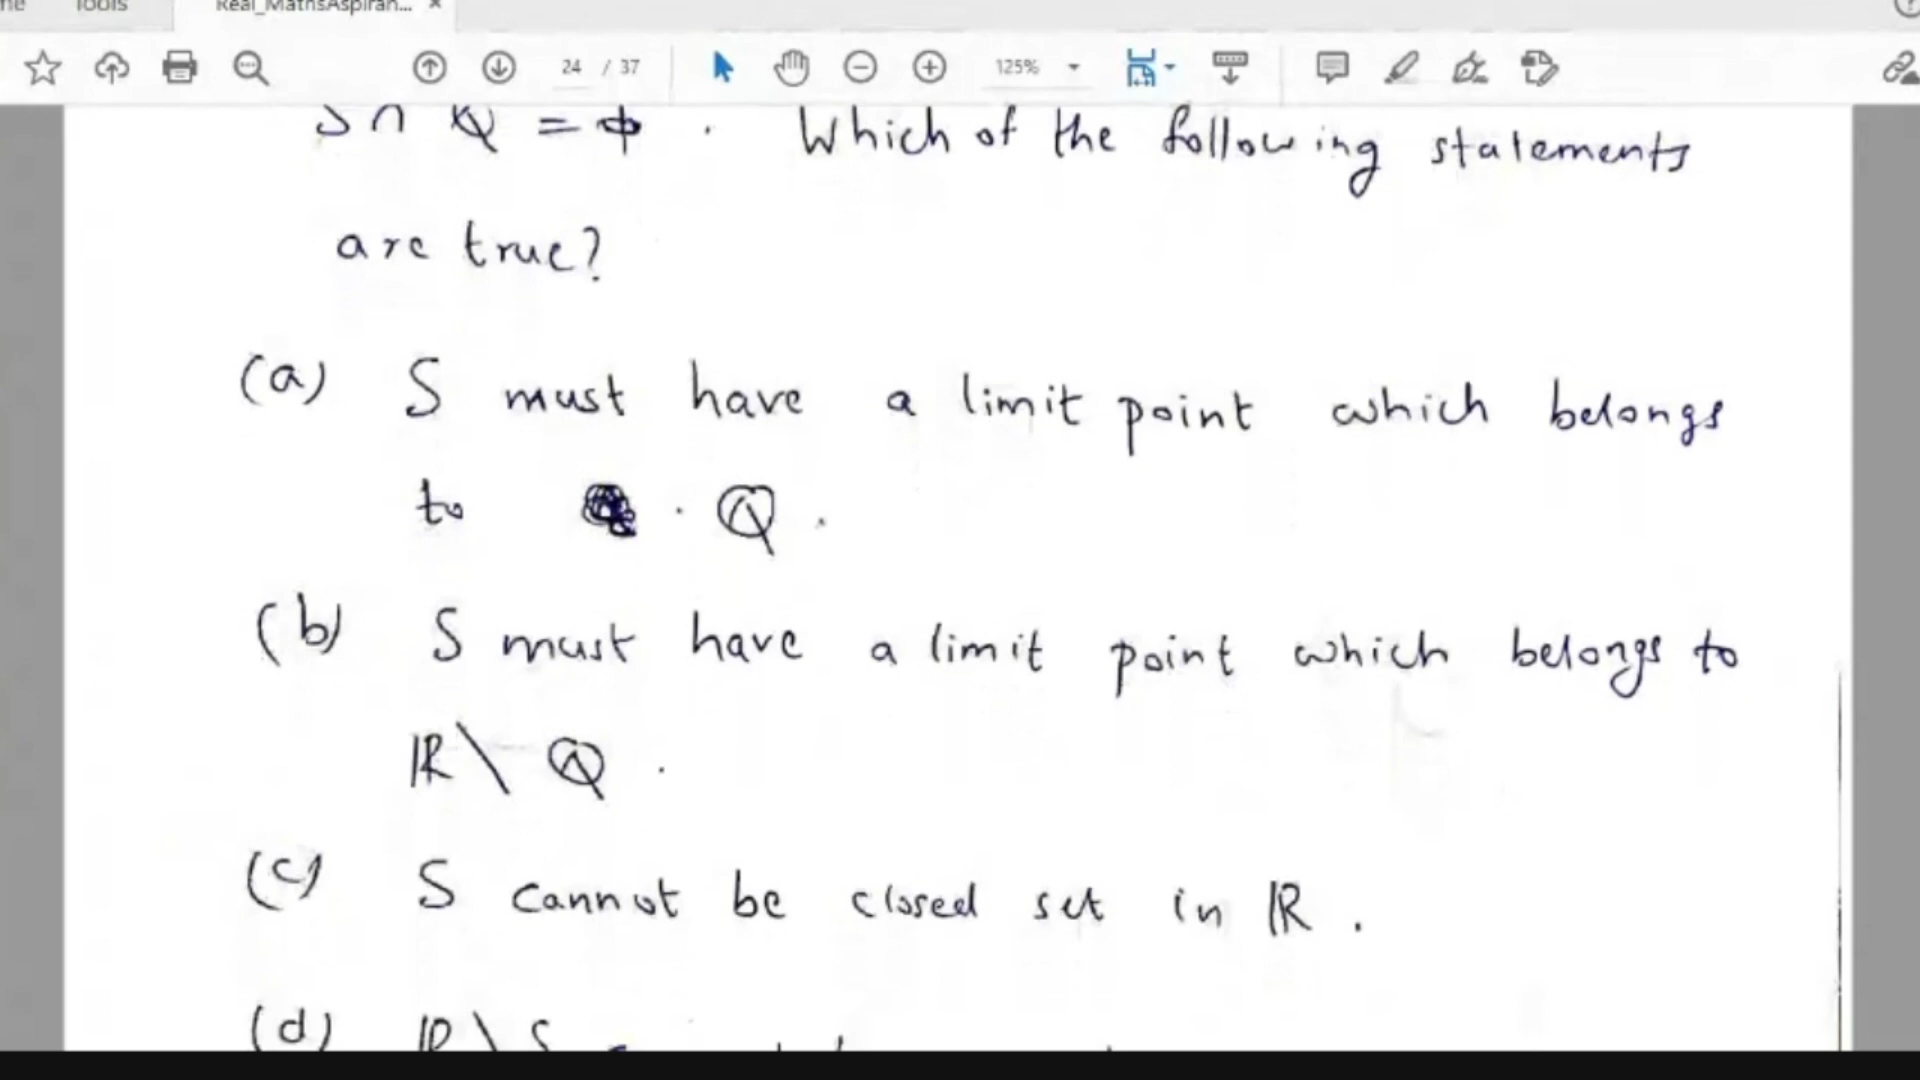 Tools
Real_MathsAspiran... ×
24 / 37
125%
S ∩ Q = ϕ . Which of the following statements
are true?
(a) S must have a limit point which belongs
to . Q .
(b) S must have a limit point which belongs to
ℝ \ Q .
(c) S cannot be closed set in ℝ .
(d) ℝ \ S